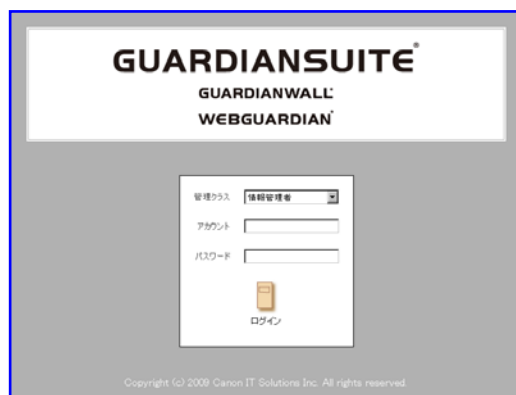 GUARDIANSUITE®
GUARDIANWALL
WEBGUARDIAN
管理クラス 情報管理者
アカウント
パスワード
ログイン
Copyright (c) 2009 Canon IT Solutions Inc. All rights reserved.